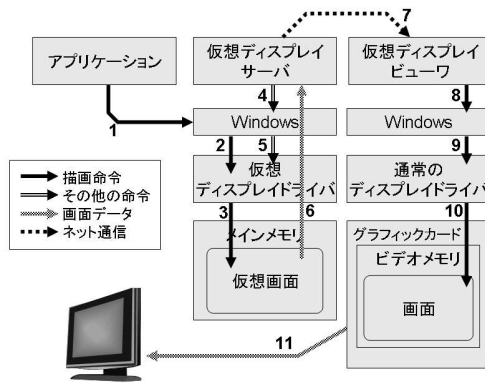 7
アプリケーション
仮想ディスプレイ
サーバ
仮想ディスプレイ
ビューワ
1
4
8
Windows
Windows
2
5
9
仮想
ディスプレイドライバ
通常の
ディスプレイドライバ
描画命令
その他の命令
画面データ
ネット通信
3
6
10
メインメモリ
仮想画面
グラフィックカード
ビデオメモリ
画面
11